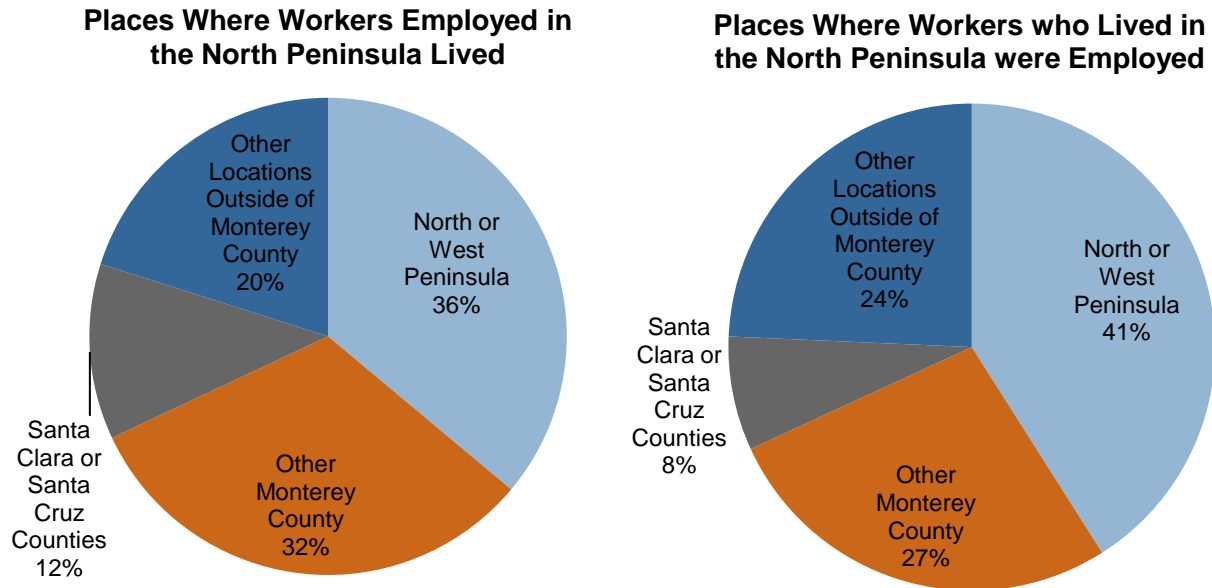 Places Where Workers Employed in
the North Peninsula Lived
Other
Locations
Outside of
Monterey
County
20%
North or
West
Peninsula
36%
Santa
Clara or
Santa
Cruz
Counties
12%
Other
Monterey
County
32%
Places Where Workers who Lived in
the North Peninsula were Employed
Other
Locations
Outside of
Monterey
County
24%
North or
West
Peninsula
41%
Santa
Clara or
Santa
Cruz
Counties
8%
Other
Monterey
County
27%